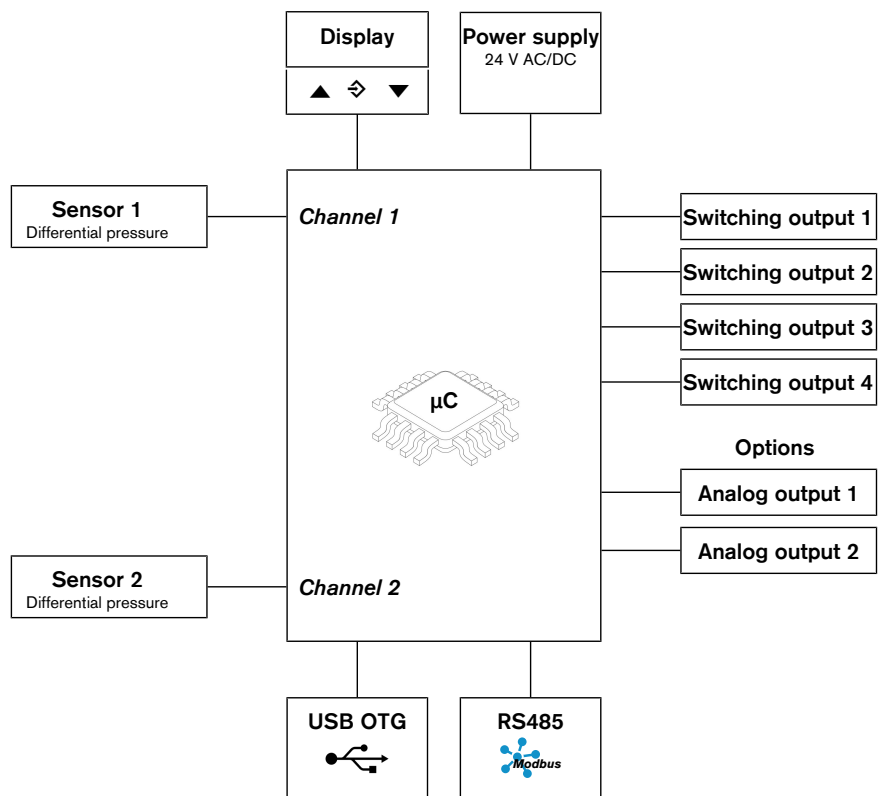 Display
Power supply
24 V AC/DC
Sensor 1
Differential pressure
Channel 1
Switching output 1
Switching output 2
Switching output 3
Switching output 4
µC
Options
Analog output 1
Analog output 2
Sensor 2
Differential pressure
Channel 2
USB OTG
RS485
Modbus